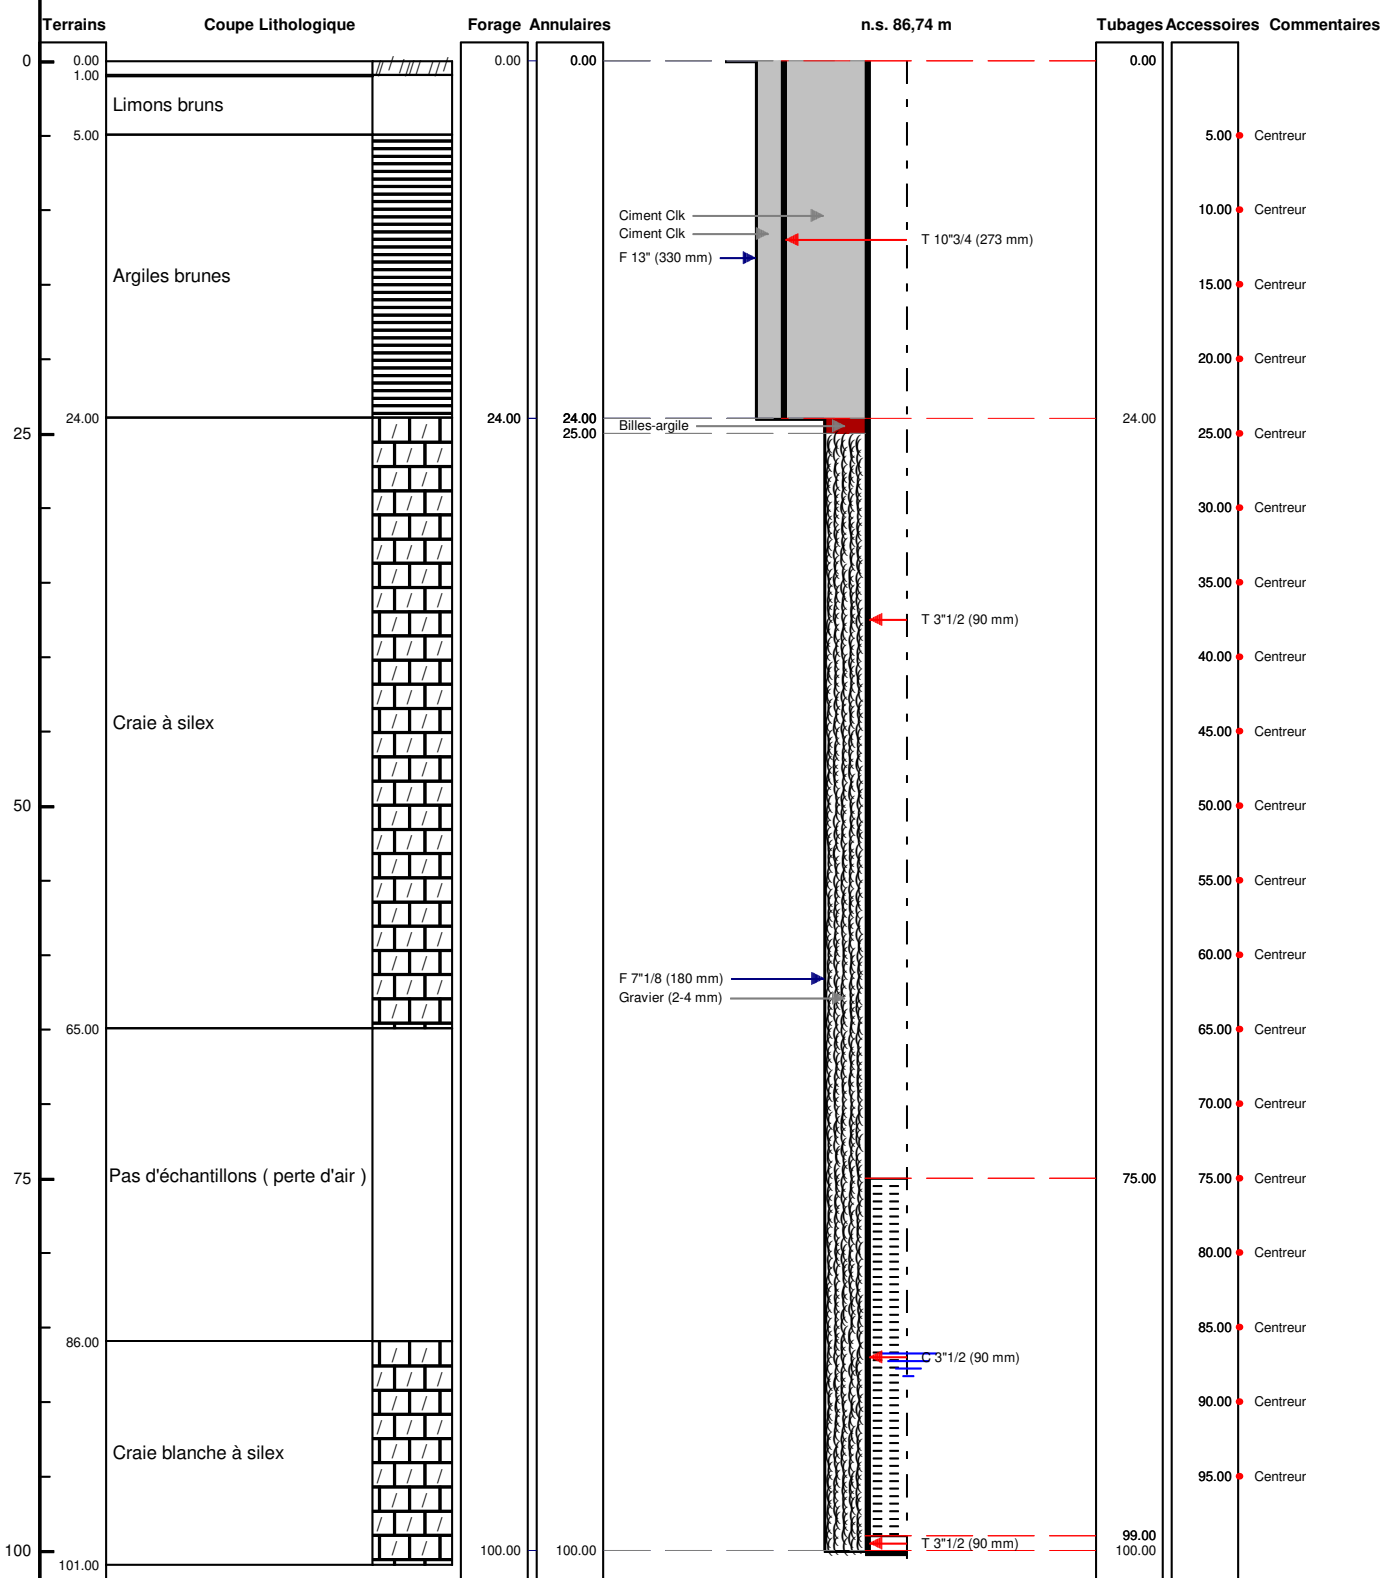 Terrains Coupe Lithologique Forage Annulaires n.s. 86,74 m Tubages Accessoires Commentaires
0 0.00 0.00 0.00 0.00
1.00
Limons bruns
5.00 5.00 Centreur
10.00 Centreur
Ciment Clk
Ciment Clk T 10"3/4 (273 mm)
F 13" (330 mm)
Argiles brunes 15.00 Centreur
20.00 Centreur
24.00 24.00 24.00 24.00
Billes-argile
25 25.00 25.00 Centreur
30.00 Centreur
35.00 Centreur
T 3"1/2 (90 mm)
40.00 Centreur
Craie à silex 45.00 Centreur
50 50.00 Centreur
55.00 Centreur
60.00 Centreur
F 7"1/8 (180 mm)
Gravier (2-4 mm)
65.00 65.00 Centreur
70.00 Centreur
75 Pas d'échantillons ( perte d'air ) 75.00 75.00 Centreur
80.00 Centreur
85.00 Centreur
86.00
C 3"1/2 (90 mm)
90.00 Centreur
Craie blanche à silex
95.00 Centreur
99.00
T 3"1/2 (90 mm)
100 100.00 100.00 100.00
101.00